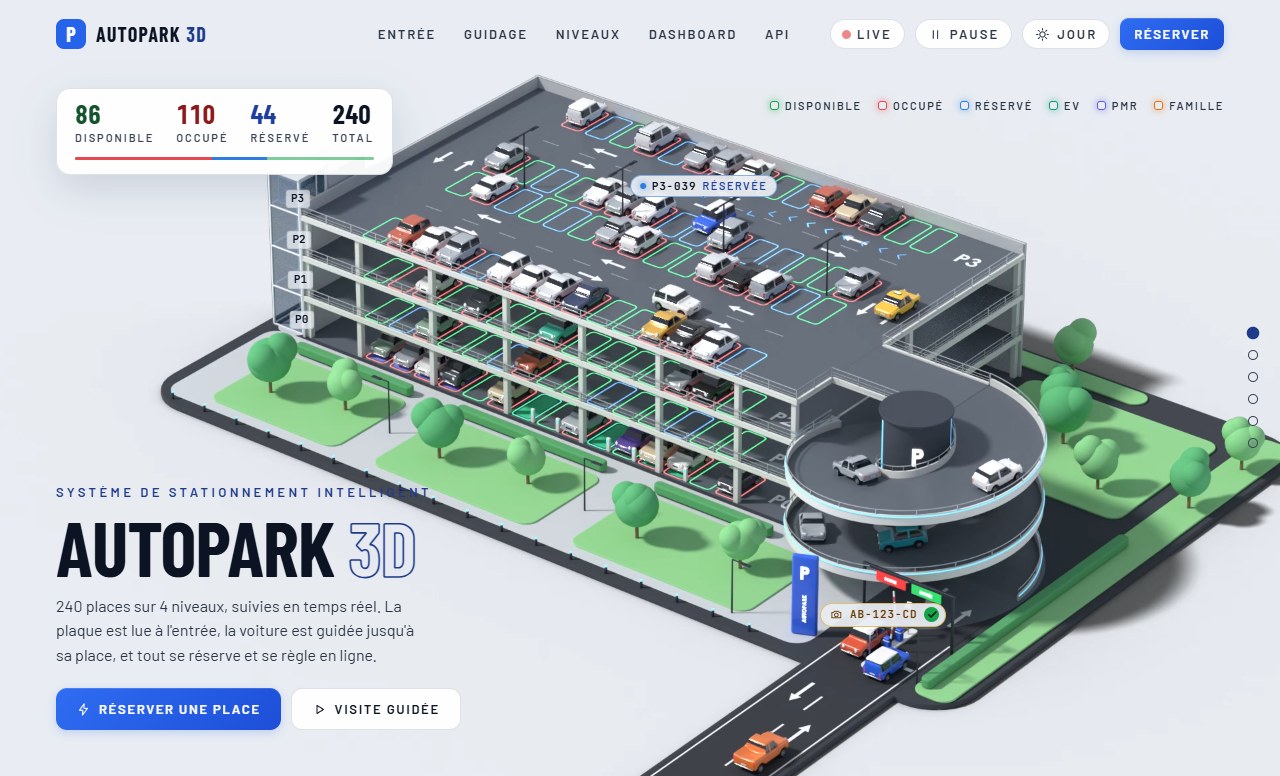 P AUTOPARK 3D
ENTRÉE GUIDAGE NIVEAUX DASHBOARD API
LIVE PAUSE JOUR RÉSERVER
86 110 44 240
DISPONIBLE OCCUPÉ RÉSERVÉ TOTAL
DISPONIBLE OCCUPÉ RÉSERVÉ EV PMR FAMILLE
P3-039 RÉSERVÉE
P3
P2
P1
P0
P3
P
P
AUTOPARK
AB-123-CD
SYSTÈME DE STATIONNEMENT INTELLIGENT
AUTOPARK 3D
240 places sur 4 niveaux, suivies en temps réel. La
plaque est lue à l'entrée, la voiture est guidée jusqu'à
sa place, et tout se réserve et se règle en ligne.
RÉSERVER UNE PLACE VISITE GUIDÉE